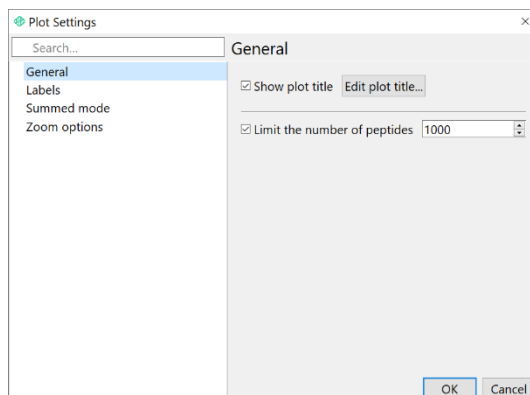 Plot Settings
Search...
General
Labels
Summed mode
Zoom options
General
Show plot title
Edit plot title...
Limit the number of peptides
1000
OK
Cancel